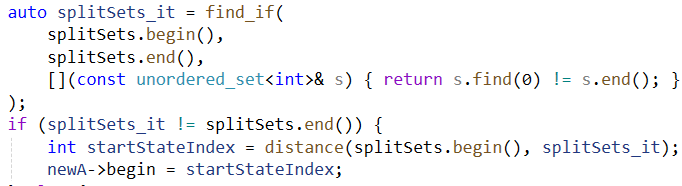 auto splitSets_it = find_if(
    splitSets.begin(),
    splitSets.end(),
    [](const unordered_set<int>& s) { return s.find(0) != s.end(); }
);
if (splitSets_it != splitSets.end()) {
    int startStateIndex = distance(splitSets.begin(), splitSets_it);
    newA->begin = startStateIndex;